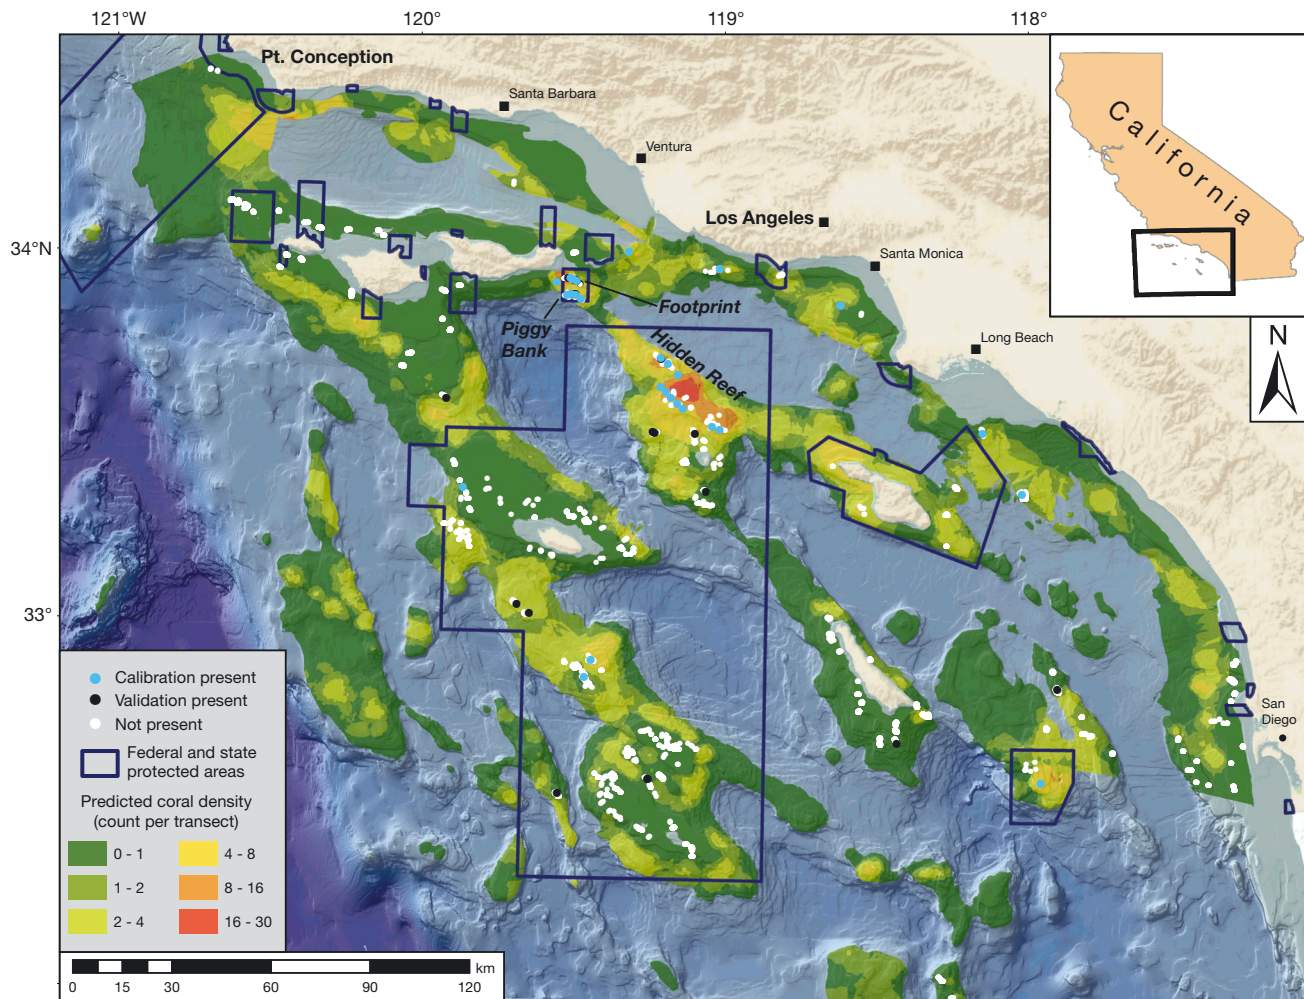 121°W 120° 119° 118°
Pt. Conception
Santa Barbara
Ventura
Los Angeles
Santa Monica
Long Beach
34°N
Footprint
Piggy
Bank
Hidden Reef
33°
San
Diego
California
N
Calibration present
Validation present
Not present
Federal and state
protected areas
Predicted coral density
(count per transect)
0 - 1 4 - 8
1 - 2 8 - 16
2 - 4 16 - 30
km
0 15 30 60 90 120